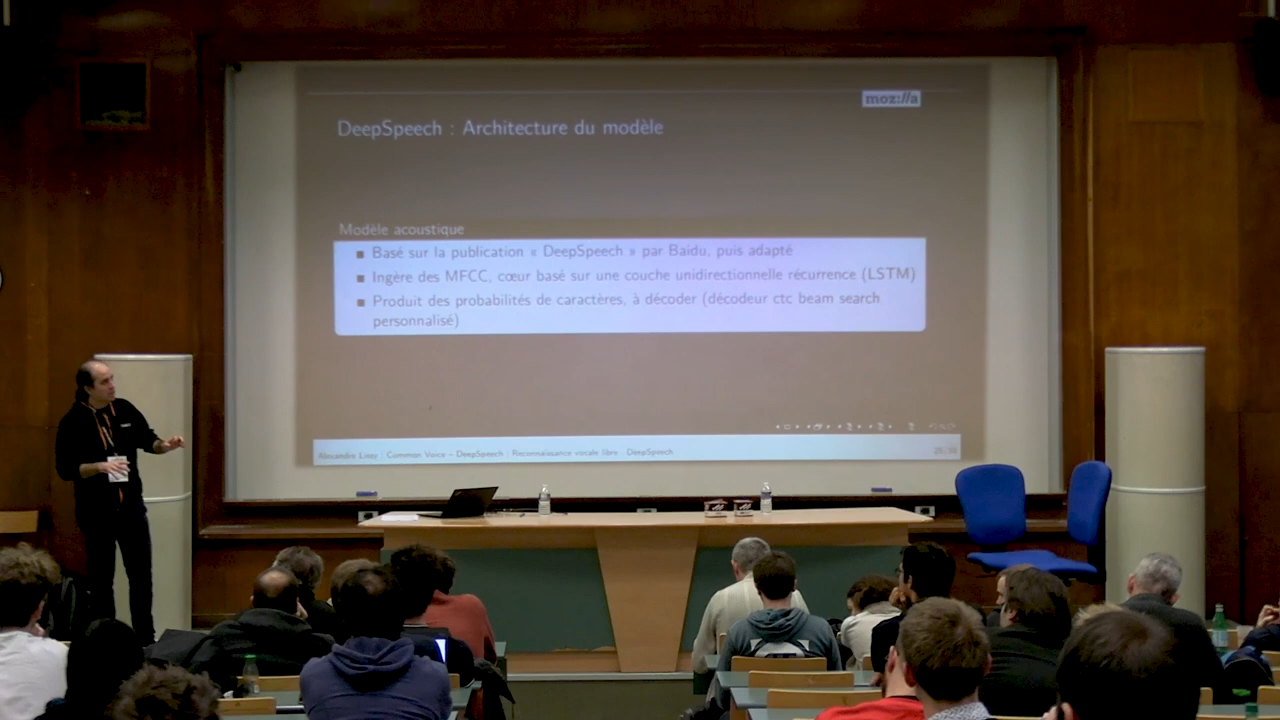 moz://a
DeepSpeech : Architecture du modèle
Modèle acoustique
Basé sur la publication « DeepSpeech » par Baidu, puis adapté
Ingère des MFCC, cœur basé sur une couche unidirectionnelle récurrence (LSTM)
Produit des probabilités de caractères, à décoder (décodeur ctc beam search
personnalisé)
Alexandre Lissy Common Voice – DeepSpeech : Reconnaissance vocale libre : DeepSpeech